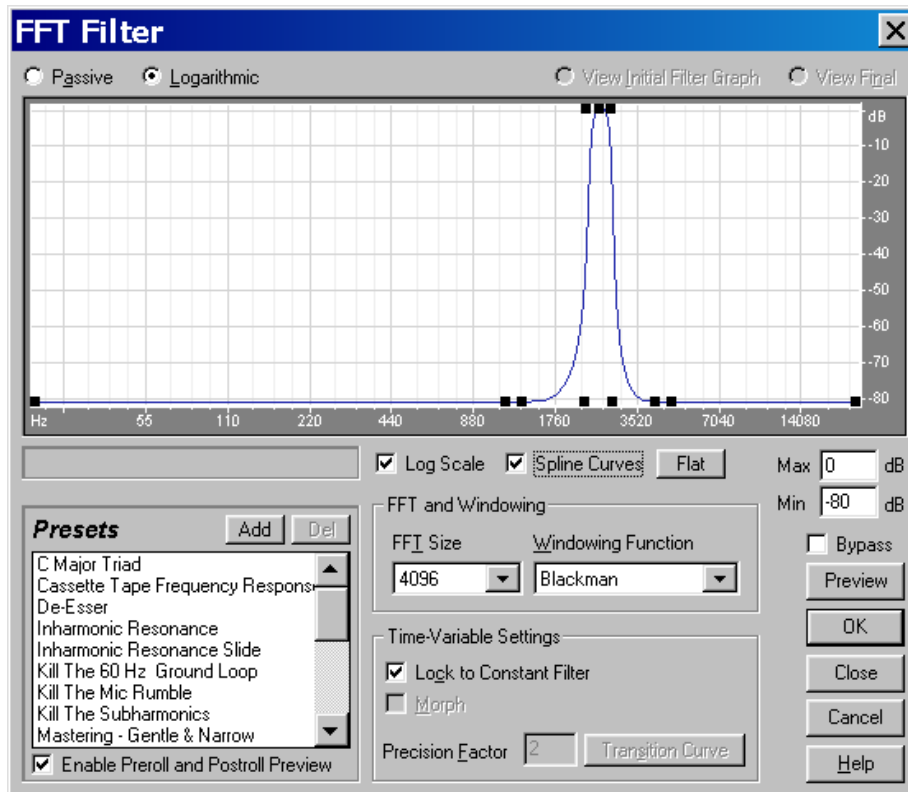 FFT Filter
Passive Logarithmic View Initial Filter Graph View Final
dB
-10
-20
-30
-40
-50
-60
-70
-80
Hz 55 110 220 440 880 1760 3520 7040 14080
Log Scale Spline Curves Flat
Max 0 dB
Min -80 dB
Bypass
Preview
OK
Close
Cancel
Help
Presets Add Del
C Major Triad
Cassette Tape Frequency Respons
De-Esser
Inharmonic Resonance
Inharmonic Resonance Slide
Kill The 60 Hz Ground Loop
Kill The Mic Rumble
Kill The Subharmonics
Mastering - Gentle & Narrow
Enable Preroll and Postroll Preview
FFT and Windowing
FFT Size Windowing Function
4096 Blackman
Time-Variable Settings
Lock to Constant Filter
Morph
Precision Factor 2 Transition Curve